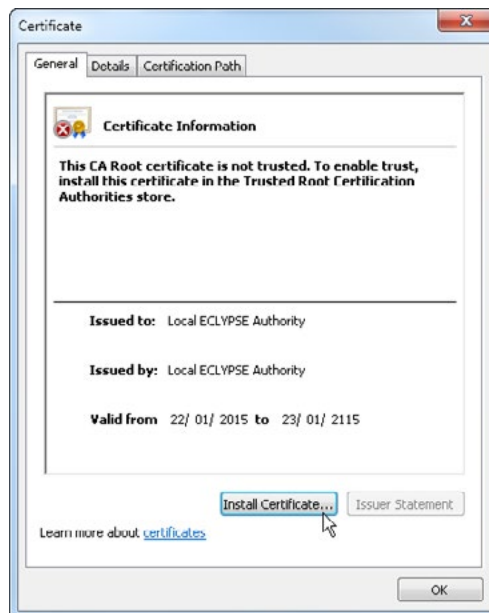 Certificate
General Details Certification Path
Certificate Information
This CA Root certificate is not trusted. To enable trust,
install this certificate in the Trusted Root Certification
Authorities store.
Issued to: Local ECLYPSE Authority
Issued by: Local ECLYPSE Authority
Valid from 22/ 01/ 2015 to 23/ 01/ 2115
Install Certificate... Issuer Statement
Learn more about certificates
OK